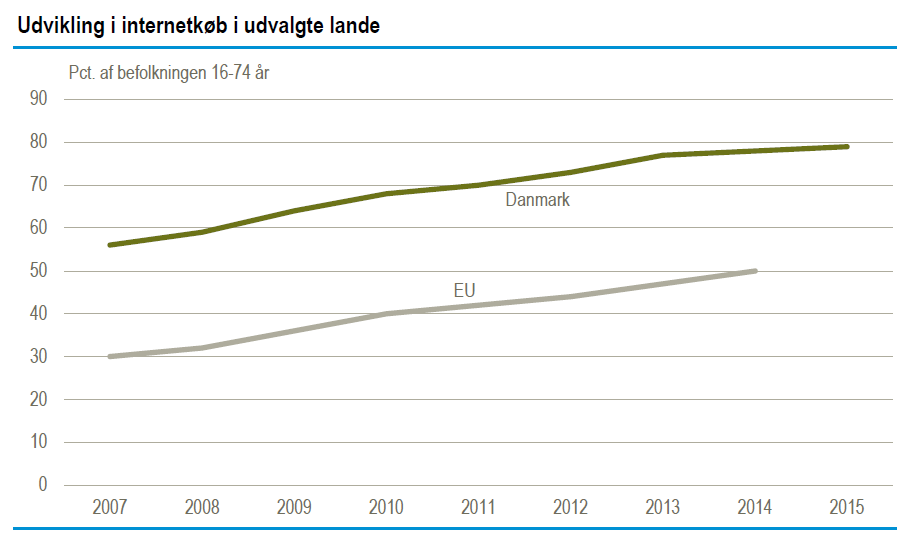 Udvikling i internetkøb i udvalgte lande
Pct. af befolkningen 16-74 år
90
80
70
Danmark
60
50
EU
40
30
20
10
0
2007 2008 2009 2010 2011 2012 2013 2014 2015